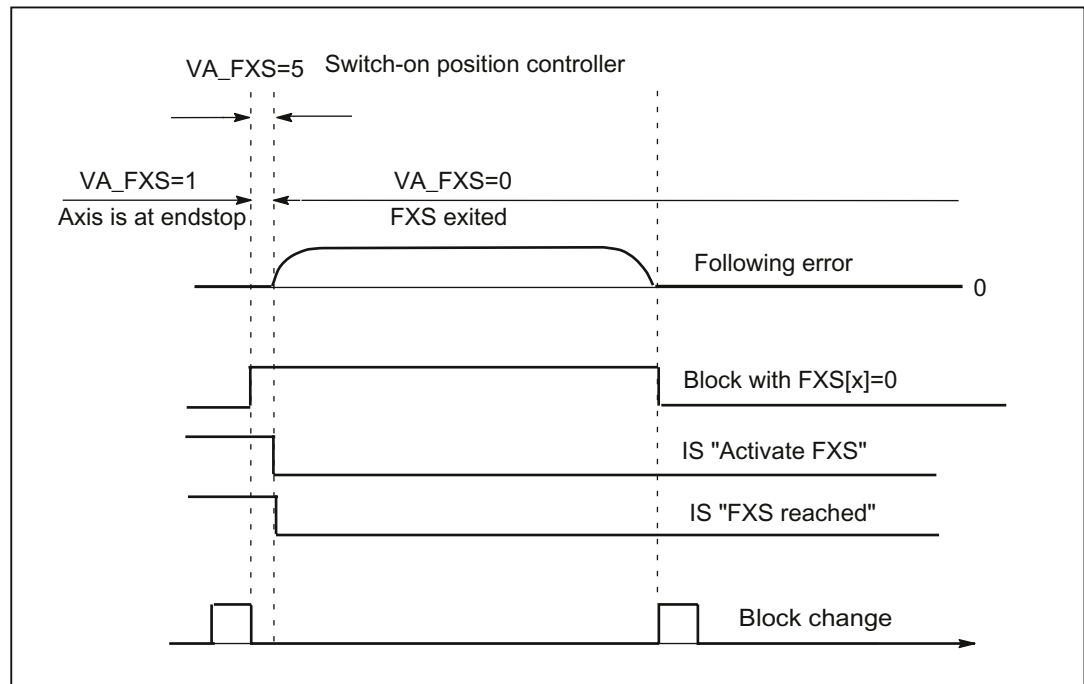 VA_FXS=5 Switch-on position controller
VA_FXS=1 VA_FXS=0
Axis is at endstop FXS exited
Following error
0
Block with FXS[x]=0
IS "Activate FXS"
IS "FXS reached"
Block change